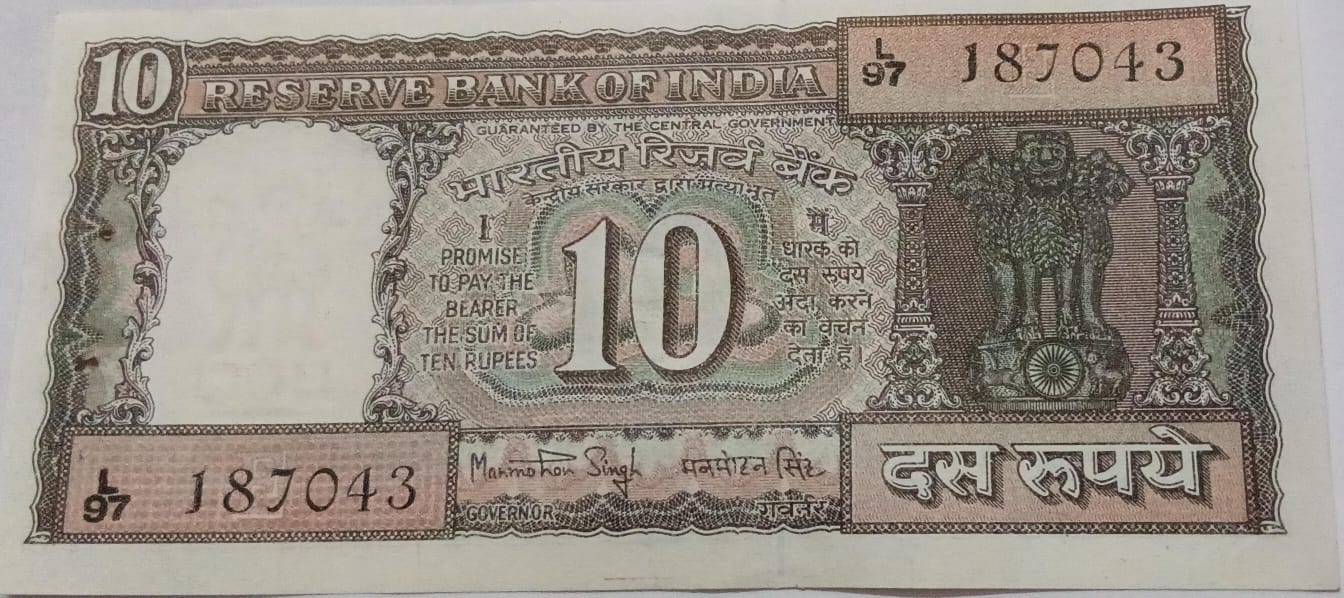 10
RESERVE BANK OF INDIA
L/97 187043
GUARANTEED BY THE CENTRAL GOVERNMENT
भारतीय रिज़र्व बैंक
केन्द्रीय सरकार द्वारा प्रत्याभूत
I
PROMISE
TO PAY THE
BEARER
THE SUM OF
TEN RUPEES
10
मैं
धारक को
दस रुपये
अदा करने
का वचन
देता हूं।
L/97 187043
Manmohan Singh मनमोहन सिंह
GOVERNOR गवर्नर
दस रूपये